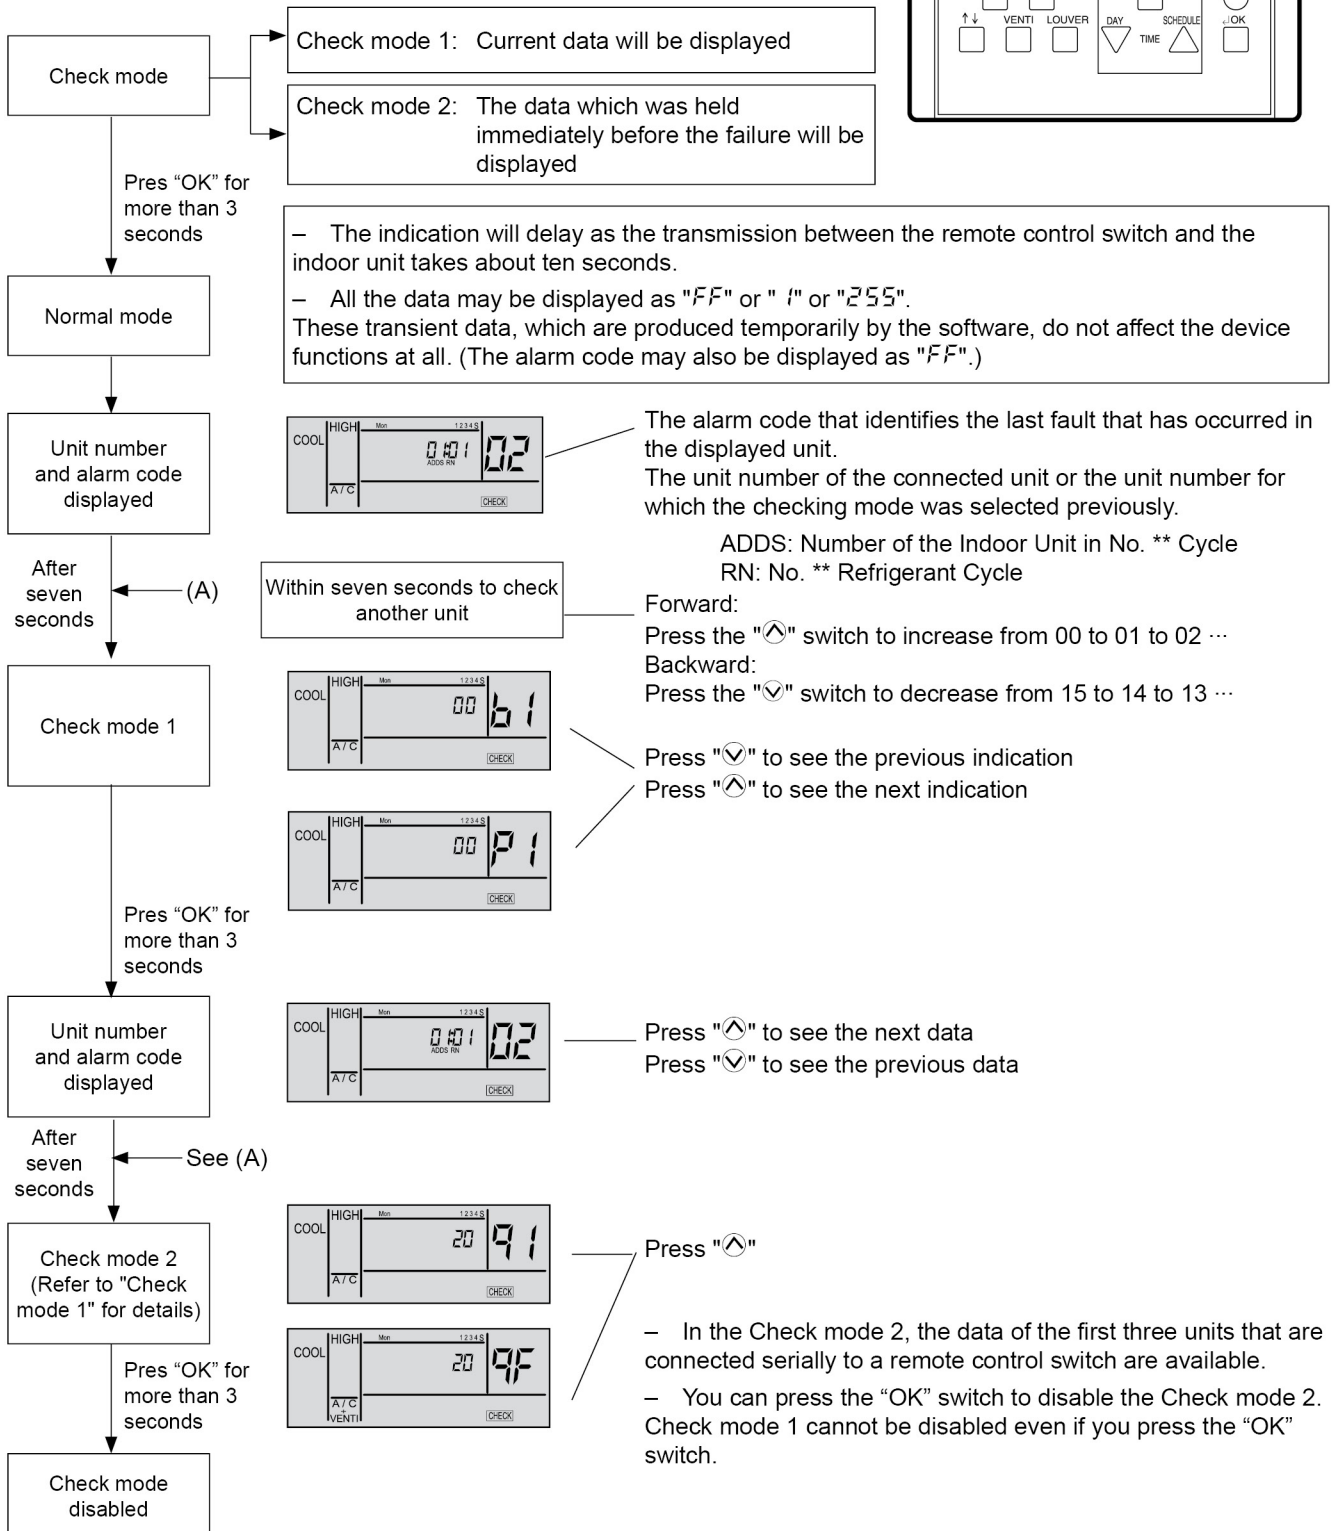 ↑↓ VENTI LOUVER DAY TIME SCHEDULE ↲OK
Check mode
Check mode 1: Current data will be displayed
Check mode 2: The data which was held
immediately before the failure will be
displayed
Pres “OK” for
more than 3
seconds
– The indication will delay as the transmission between the remote control switch and the
indoor unit takes about ten seconds.
– All the data may be displayed as "FF" or " 1" or "255".
These transient data, which are produced temporarily by the software, do not affect the device
functions at all. (The alarm code may also be displayed as "FF".)
Normal mode
Unit number
and alarm code
displayed
COOL HIGH Mon 1234S
01:01 02
ADDS RN
A/C
CHECK
The alarm code that identifies the last fault that has occurred in
the displayed unit.
The unit number of the connected unit or the unit number for
which the checking mode was selected previously.
ADDS: Number of the Indoor Unit in No. ** Cycle
RN: No. ** Refrigerant Cycle
After
seven
seconds
(A)
Within seven seconds to check
another unit
Forward:
Press the "∧" switch to increase from 00 to 01 to 02 ···
Backward:
Press the "∨" switch to decrease from 15 to 14 to 13 ···
Check mode 1
COOL HIGH Mon 1234S
00 b1
A/C
CHECK
Press "∨" to see the previous indication
Press "∧" to see the next indication
COOL HIGH Mon 1234S
00 P1
A/C
CHECK
Pres “OK” for
more than 3
seconds
Unit number
and alarm code
displayed
COOL HIGH Mon 1234S
01:01 02
ADDS RN
A/C
CHECK
Press "∧" to see the next data
Press "∨" to see the previous data
After
seven
seconds
See (A)
Check mode 2
(Refer to "Check
mode 1" for details)
COOL HIGH Mon 1234S
20 q1
A/C
CHECK
Press "∧"
COOL HIGH Mon 1234S
20 qF
A/C
+
VENTI
CHECK
– In the Check mode 2, the data of the first three units that are
connected serially to a remote control switch are available.
– You can press the “OK” switch to disable the Check mode 2.
Check mode 1 cannot be disabled even if you press the “OK”
switch.
Pres “OK” for
more than 3
seconds
Check mode
disabled